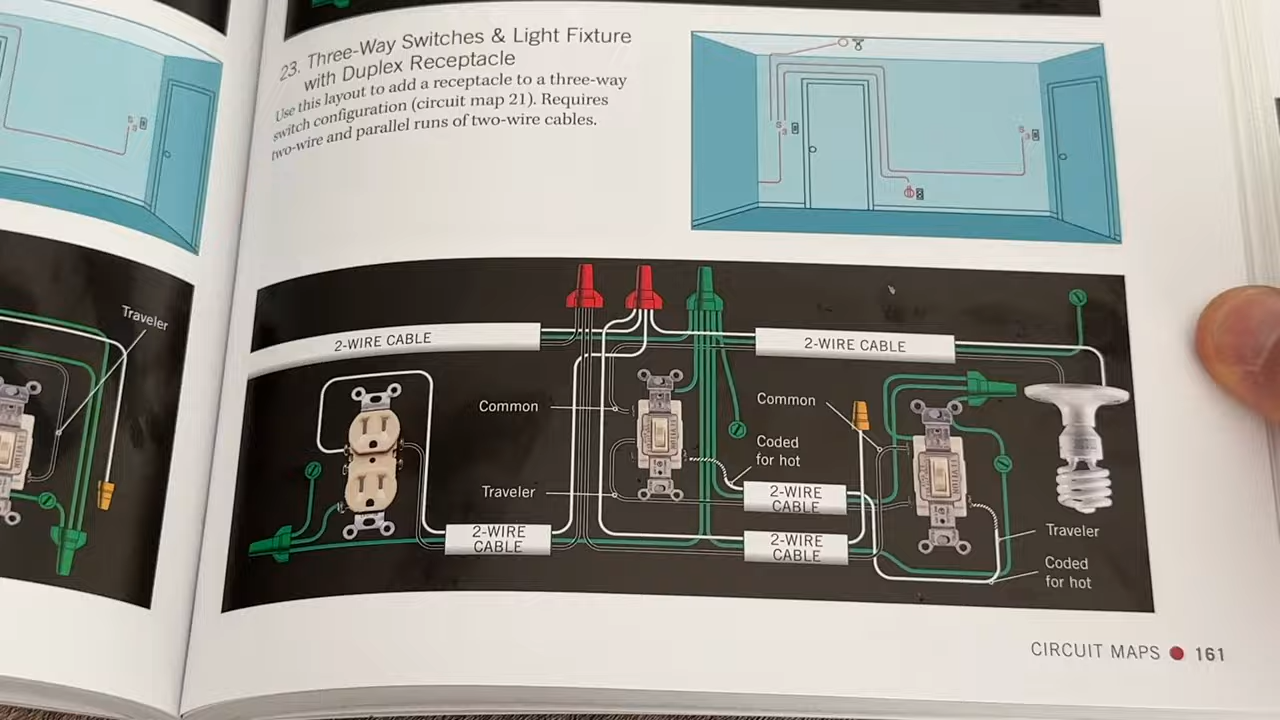 Traveler
23. Three-Way Switches & Light Fixture
with Duplex Receptacle
Use this layout to add a receptacle to a three-way
switch configuration (circuit map 21). Requires
two-wire and parallel runs of two-wire cables.
2-WIRE CABLE
2-WIRE CABLE
Common
Traveler
2-WIRE
CABLE
Coded
for hot
Common
2-WIRE
CABLE
2-WIRE
CABLE
Traveler
Coded
for hot
CIRCUIT MAPS 161